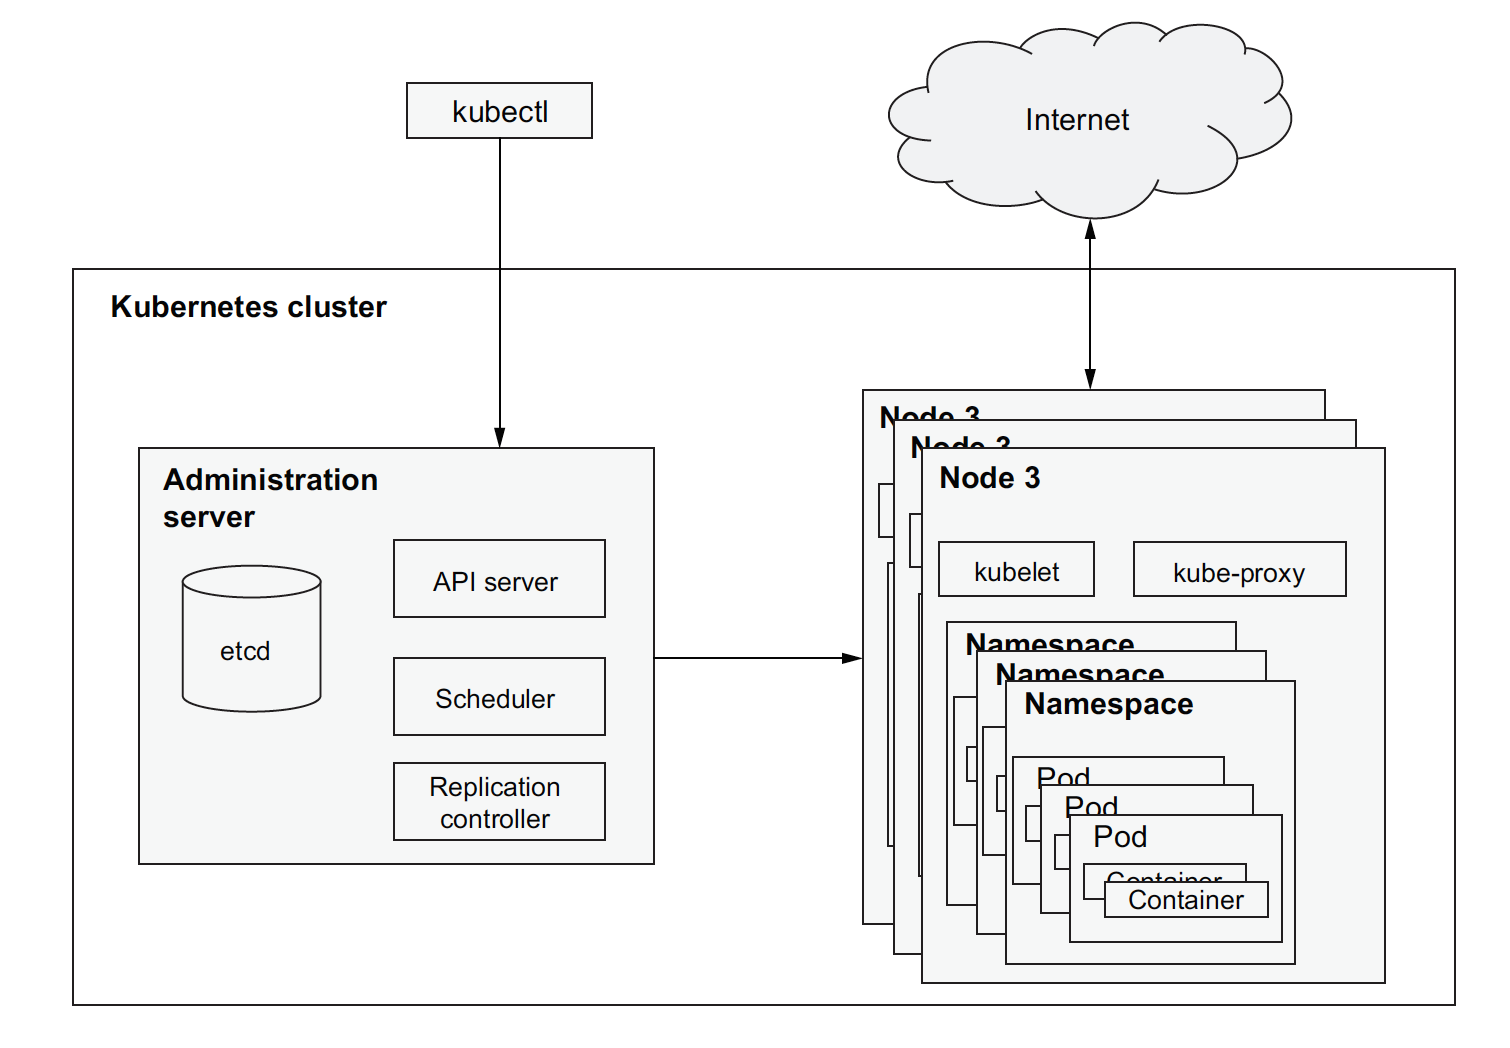 kubectl
Internet
Kubernetes cluster
Administration
server
etcd
API server
Scheduler
Replication
controller
Node 3
Node 3
Node 3
kubelet
kube-proxy
Namespace
Namespace
Namespace
Pod
Pod
Pod
Container
Container